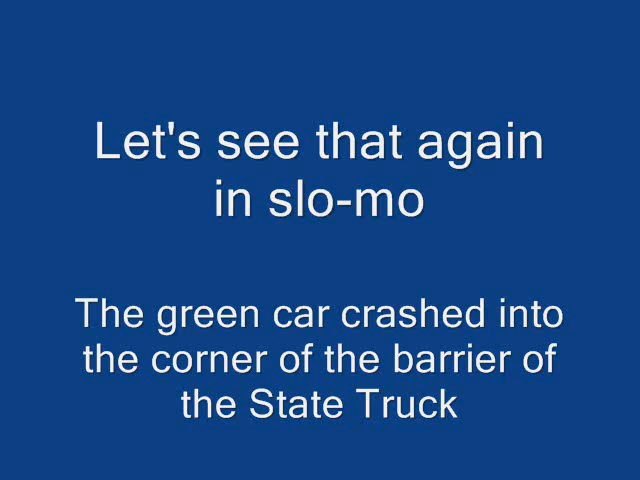 Let's see that again
in slo-mo
The green car crashed into
the corner of the barrier of
the State Truck